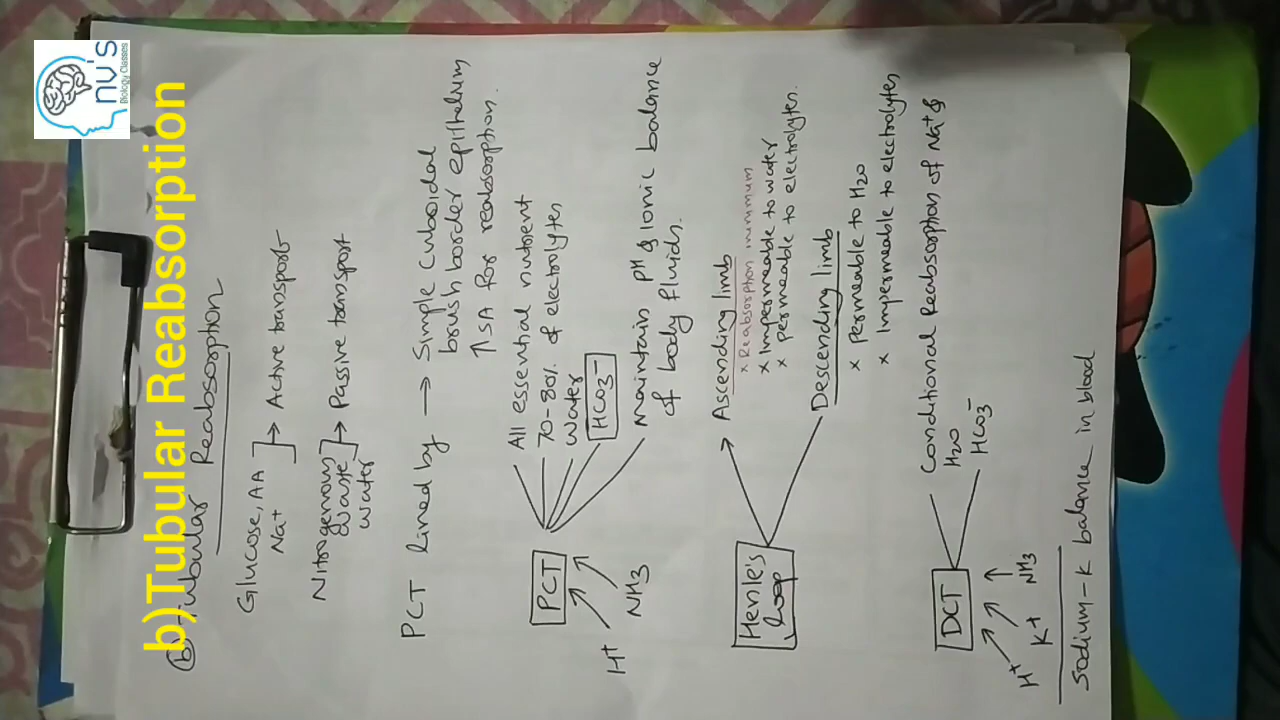 nv's
Biology Classes
b)Tubular Reabsorption
(b) Tubular Reabsorption
Glucose, AA
Na+ ]→ Active transport
Nitrogenous
waste
water ]→ Passive transport
PCT lined by → Simple cuboidal
brush border epithelium
↑ SA for reabsorption.
PCT
All essential nutrient
70-80% of electrolytes
water
HCO3-
maintain pH & ionic balance
of body fluids.
H+ NH3
Henle's
loop
Ascending limb
x Reabsorption minimum
x Impermeable to water
x permeable to electrolytes.
Descending limb
x permeable to H2O
x Impermeable to electrolytes
DCT
Conditional Reabsorption of Na+ &
H2O
HCO3-
H+ K+ NH3
Sodium-K balance in blood